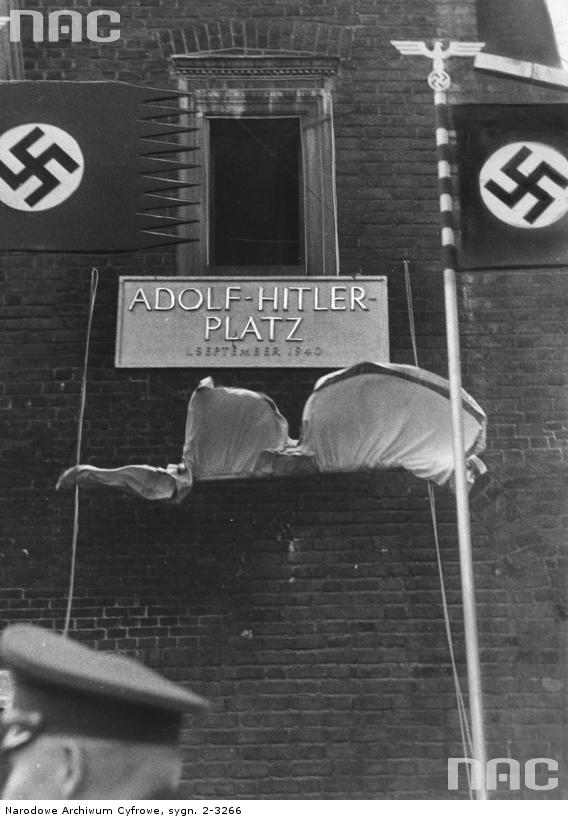 NAC
ADOLF-HITLER-
PLATZ
1. SEPTEMBER 1940
NAC
Narodowe Archiwum Cyfrowe, sygn. 2-3266